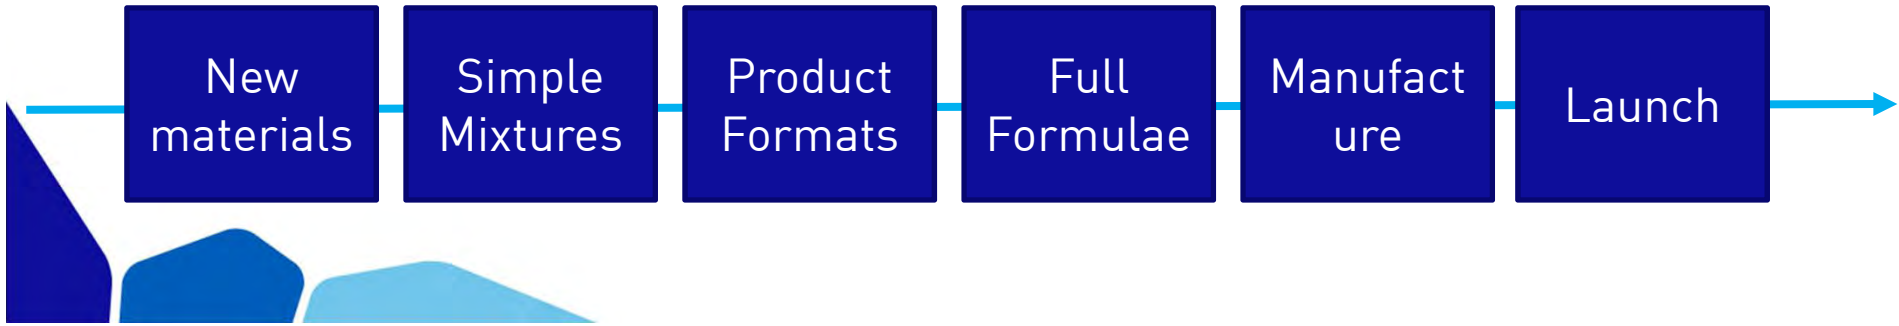 New
materials
Simple
Mixtures
Product
Formats
Full
Formulae
Manufact
ure
Launch